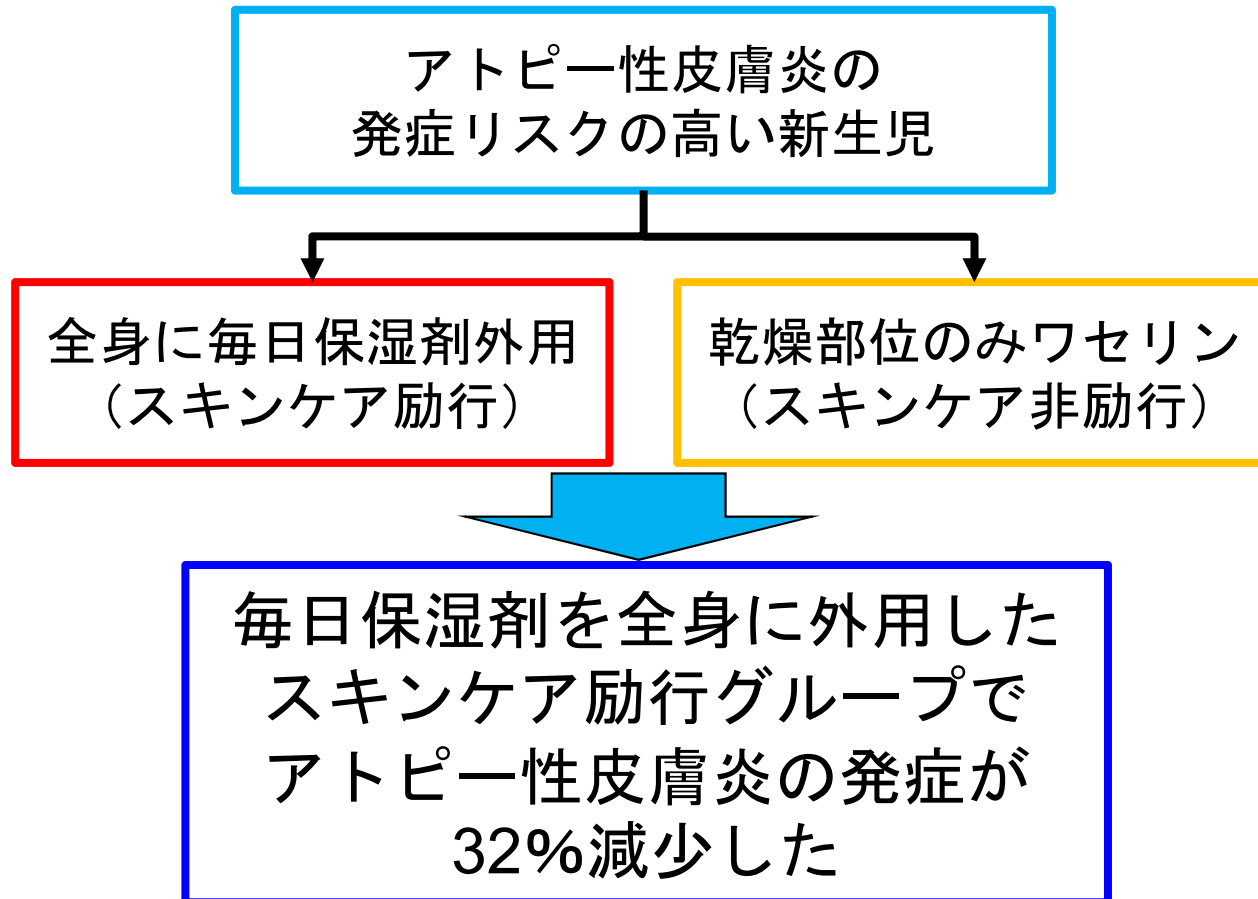 アトピー性皮膚炎の
発症リスクの高い新生児
全身に毎日保湿剤外用
（スキンケア励行）
乾燥部位のみワセリン
（スキンケア非励行）
毎日保湿剤を全身に外用した
スキンケア励行グループで
アトピー性皮膚炎の発症が
32%減少した